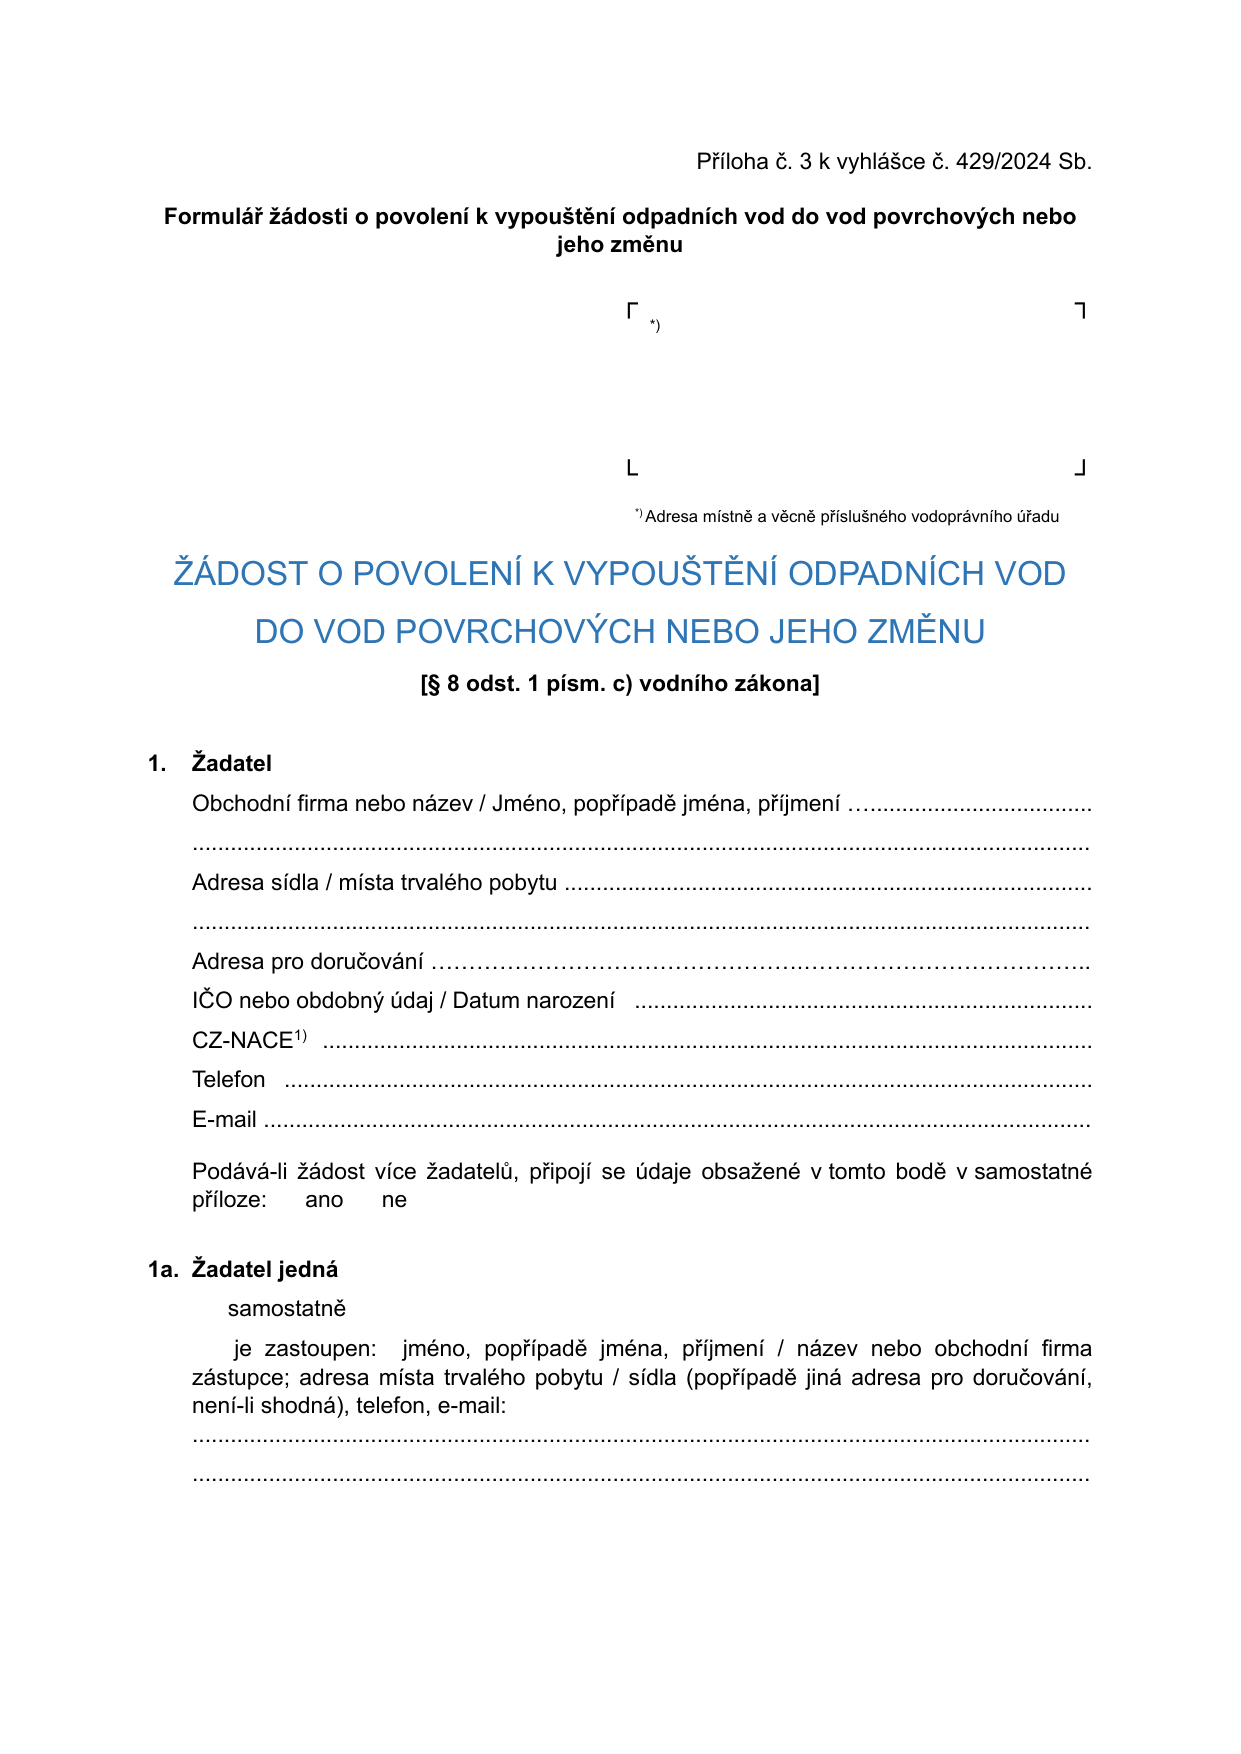 Příloha č. 3 k vyhlášce č. 429/2024 Sb.
Formulář žádosti o povolení k vypouštění odpadních vod do vod povrchových nebo
jeho změnu
*)
*) Adresa místně a věcně příslušného vodoprávního úřadu
ŽÁDOST O POVOLENÍ K VYPOUŠTĚNÍ ODPADNÍCH VOD
DO VOD POVRCHOVÝCH NEBO JEHO ZMĚNU
[§ 8 odst. 1 písm. c) vodního zákona]
1. Žadatel
Obchodní firma nebo název / Jméno, popřípadě jména, příjmení ......................................
..............................................................................................................................................
Adresa sídla / místa trvalého pobytu ...................................................................................
..............................................................................................................................................
Adresa pro doručování ……………………………………….…………………………………..
IČO nebo obdobný údaj / Datum narození ........................................................................
CZ-NACE1) .........................................................................................................................
Telefon ...............................................................................................................................
E-mail ..................................................................................................................................
Podává-li žádost více žadatelů, připojí se údaje obsažené v tomto bodě v samostatné
příloze: ano ne
1a. Žadatel jedná
samostatně
je zastoupen: jméno, popřípadě jména, příjmení / název nebo obchodní firma
zástupce; adresa místa trvalého pobytu / sídla (popřípadě jiná adresa pro doručování,
není-li shodná), telefon, e-mail:
..............................................................................................................................................
..............................................................................................................................................